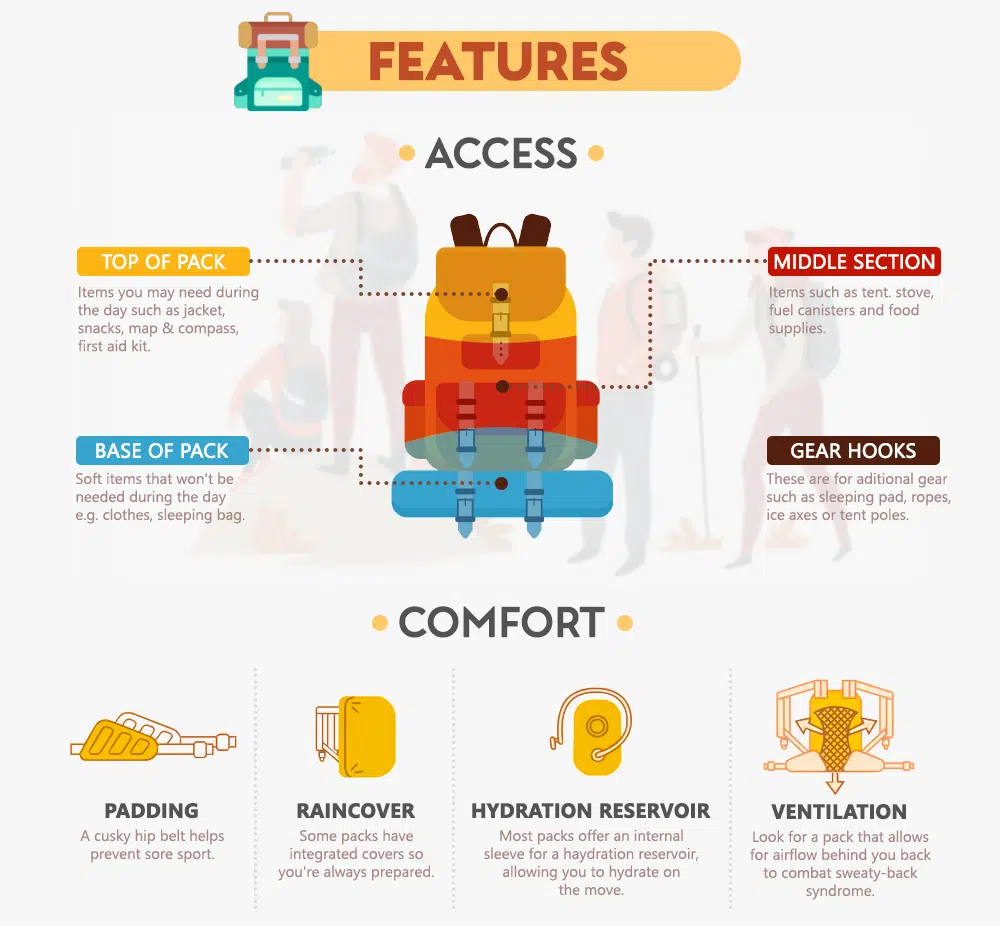 FEATURES
ACCESS
TOP OF PACK
Items you may need during
the day such as jacket,
snacks, map & compass,
first aid kit.
MIDDLE SECTION
Items such as tent. stove,
fuel canisters and food
supplies.
BASE OF PACK
Soft items that won't be
needed during the day
e.g. clothes, sleeping bag.
GEAR HOOKS
These are for aditional gear
such as sleeping pad, ropes,
ice axes or tent poles.
COMFORT
PADDING
A cusky hip belt helps
prevent sore sport.
RAINCOVER
Some packs have
integrated covers so
you're always prepared.
HYDRATION RESERVOIR
Most packs offer an internal
sleeve for a haydration reservoir,
allowing you to hydrate on
the move.
VENTILATION
Look for a pack that allows
for airflow behind you back
to combat sweaty-back
syndrome.